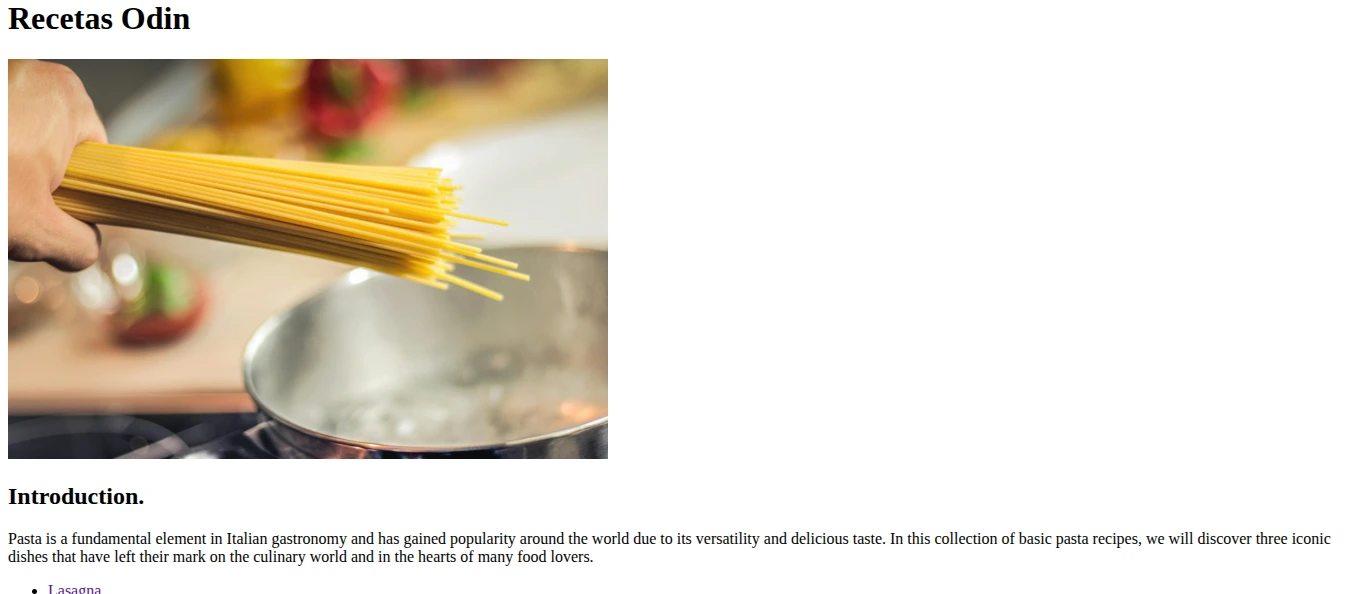 Recetas Odin
Introduction.
Pasta is a fundamental element in Italian gastronomy and has gained popularity around the world due to its versatility and delicious taste. In this collection of basic pasta recipes, we will discover three iconic
dishes that have left their mark on the culinary world and in the hearts of many food lovers.
Lasagna